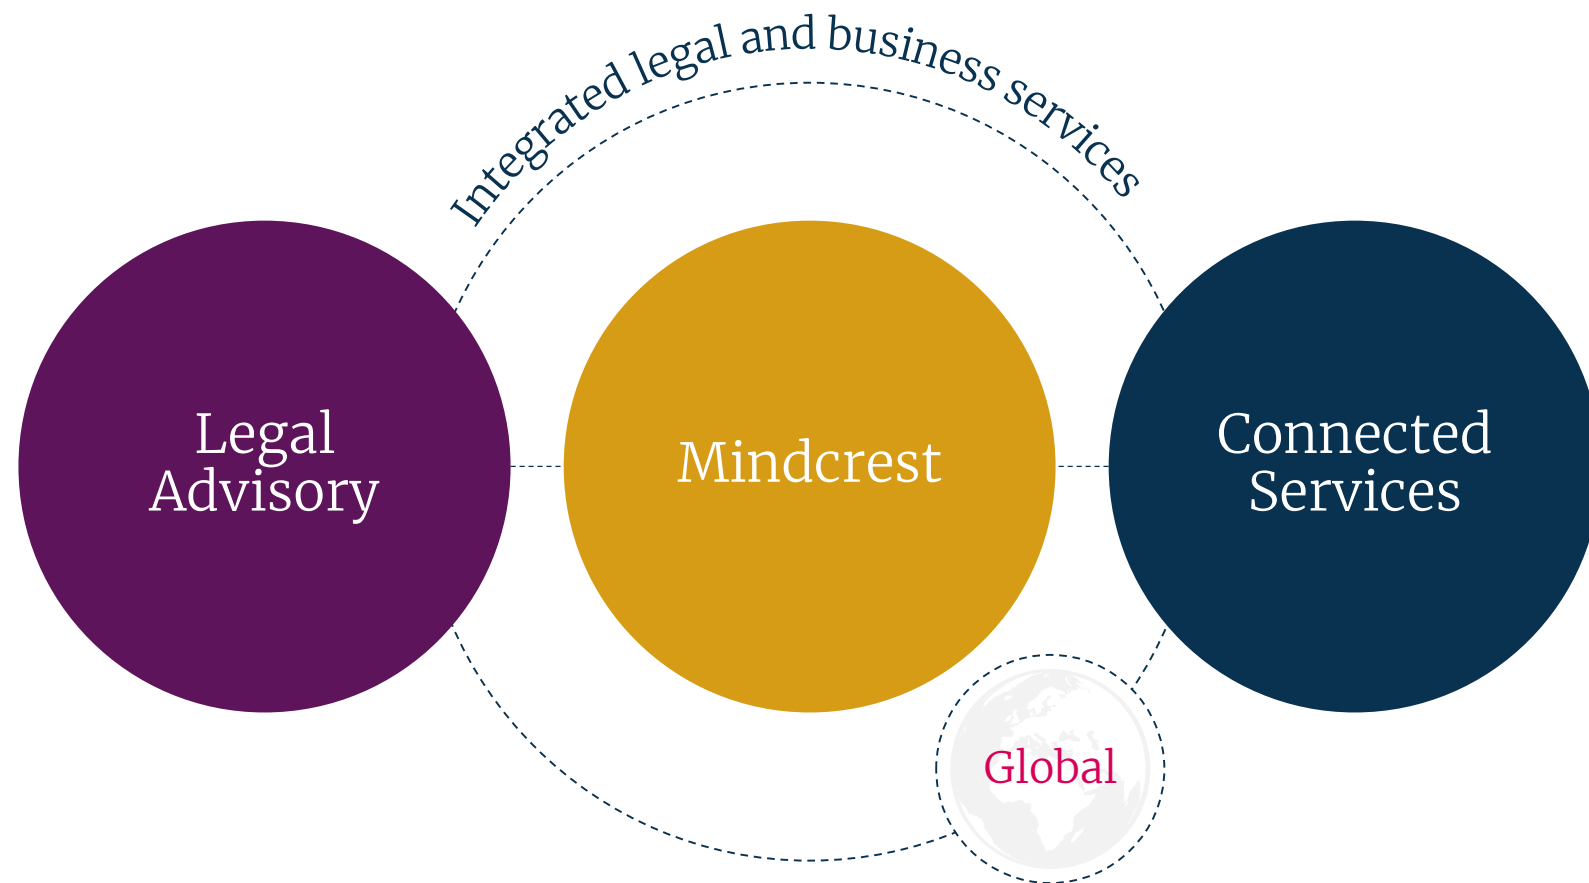 Integrated legal and business services
Legal
Advisory
Mindcrest
Connected
Services
Global